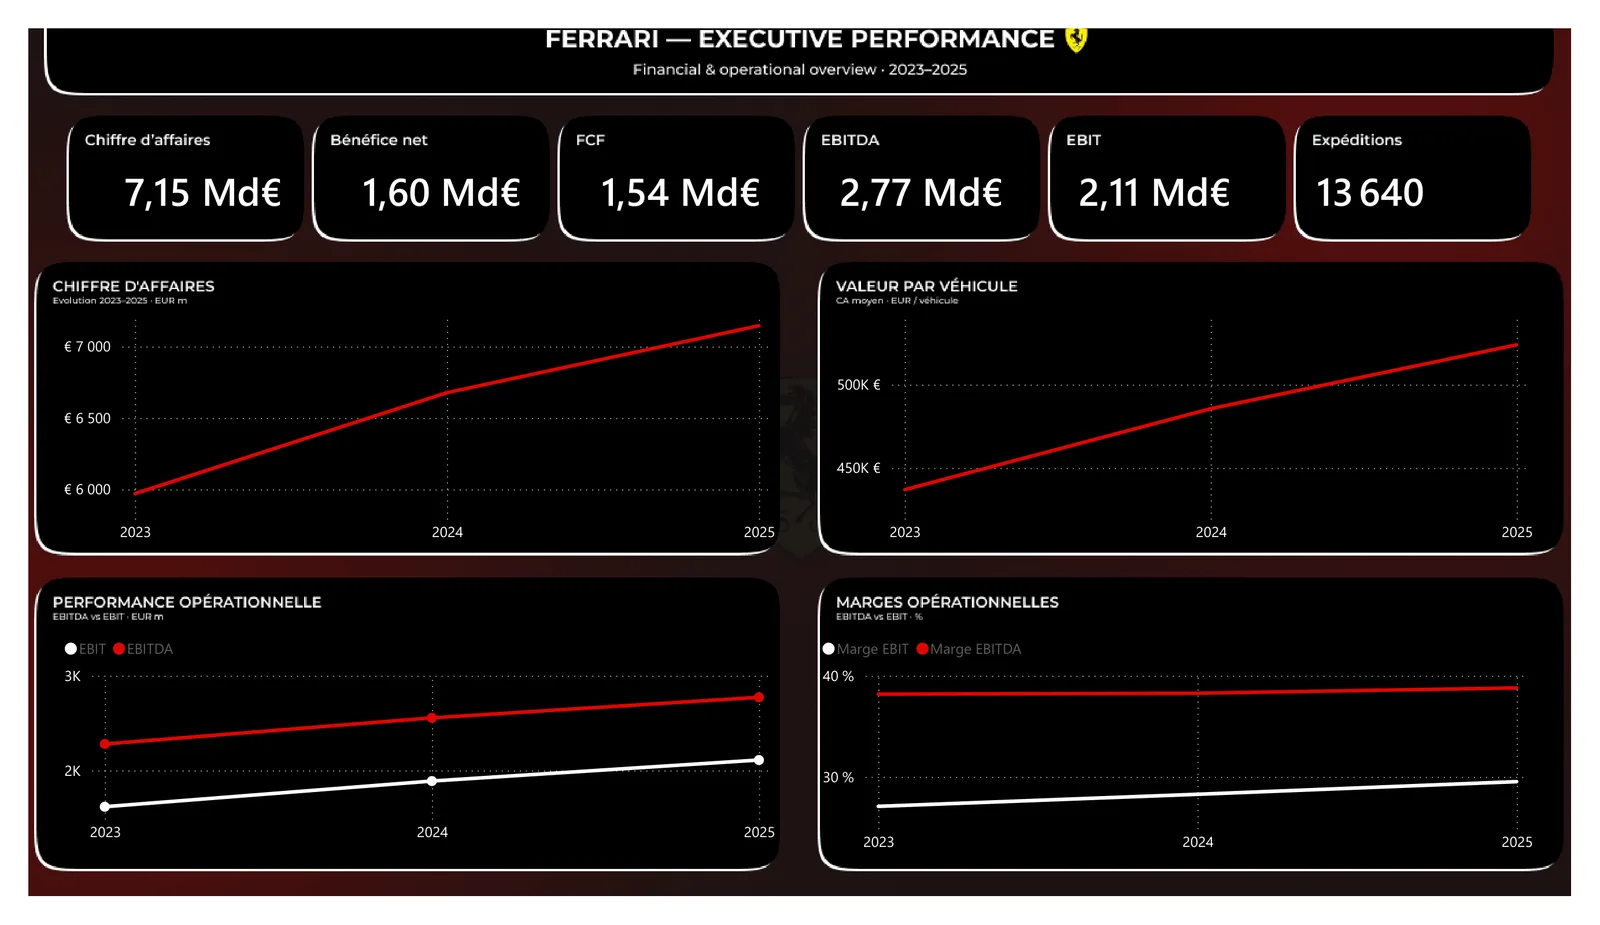 FERRARI — EXECUTIVE PERFORMANCE
Financial & operational overview · 2023–2025
Chiffre d'affaires
7,15 Md€
Bénéfice net
1,60 Md€
FCF
1,54 Md€
EBITDA
2,77 Md€
EBIT
2,11 Md€
Expéditions
13 640
CHIFFRE D'AFFAIRES
Evolution 2023–2025 · EUR m
€ 7 000
€ 6 500
€ 6 000
2023
2024
2025
VALEUR PAR VÉHICULE
CA moyen · EUR / véhicule
500K €
450K €
2023
2024
2025
PERFORMANCE OPÉRATIONNELLE
EBITDA vs EBIT · EUR m
EBIT
EBITDA
3K
2K
2023
2024
2025
MARGES OPÉRATIONNELLES
EBITDA vs EBIT · %
Marge EBIT
Marge EBITDA
40 %
30 %
2023
2024
2025